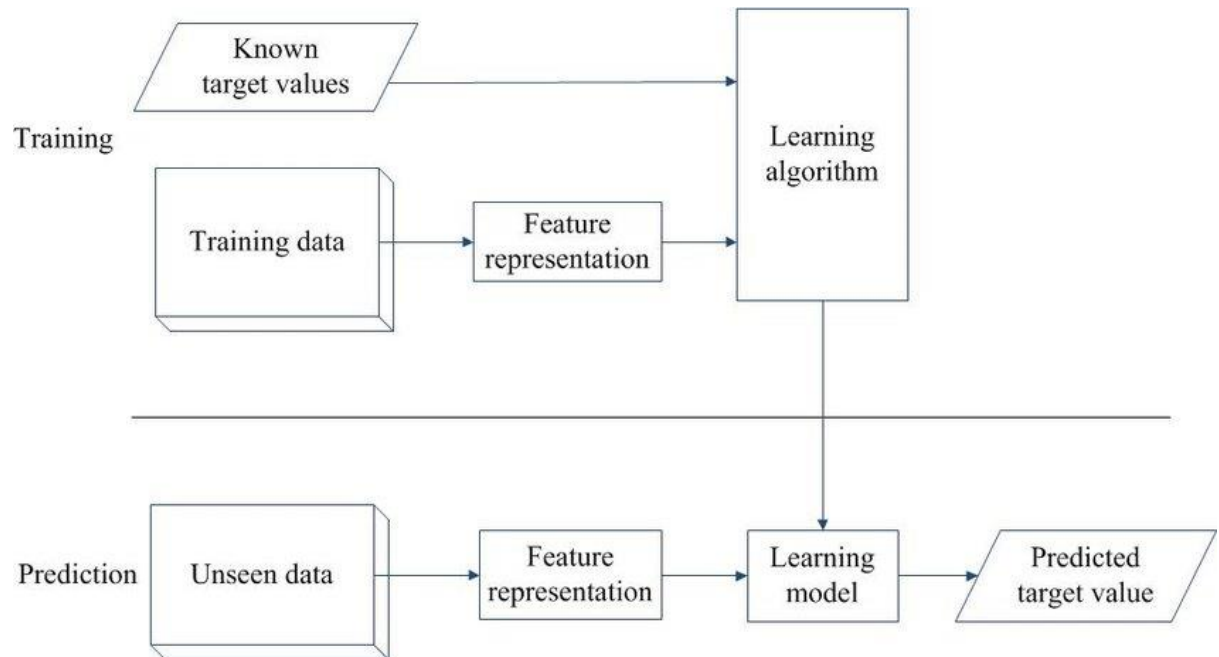 Known
target values
Training
Learning
algorithm
Training data
Feature
representation
Prediction
Unseen data
Feature
representation
Learning
model
Predicted
target value